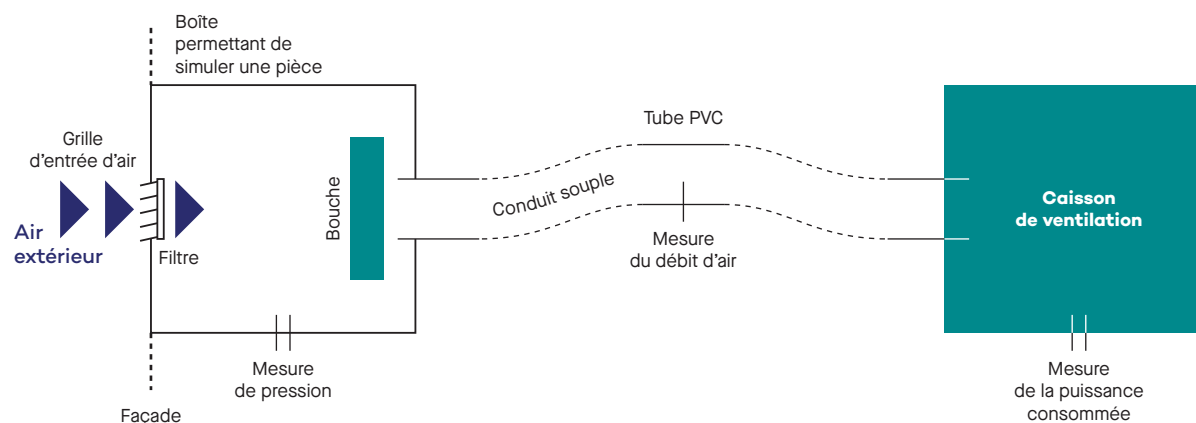 Boîte
permettant de
simuler une pièce
Grille
d'entrée d'air
Air
extérieur
Filtre
Bouche
Mesure
de pression
Facade
Conduit souple
Tube PVC
Mesure
du débit d'air
Caisson
de ventilation
Mesure
de la puissance
consommée